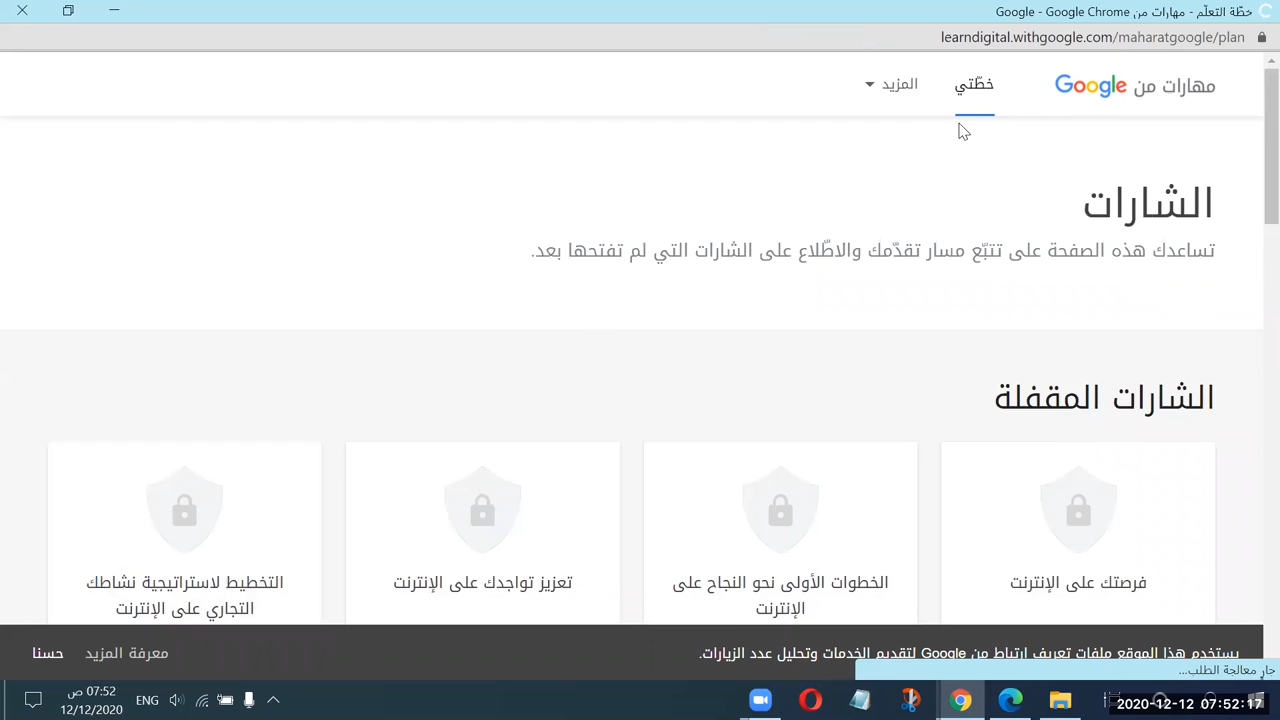 خطّة التعلّم - مهارات من Google - Google Chrome
learndigital.withgoogle.com/maharatgoogle/plan
مهارات من Google
خطّتي
المزيد
الشارات
تساعدك هذه الصفحة على تتبّع مسار تقدّمك والاطّلاع على الشارات التي لم تفتحها بعد.
الشارات المقفلة
فرصتك على الإنترنت
الخطوات الأولى نحو النجاح على
الإنترنت
تعزيز تواجدك على الإنترنت
التخطيط لاستراتيجية نشاطك
التجاري على الإنترنت
يستخدم هذا الموقع ملفات تعريف ارتباط من Google لتقديم الخدمات وتحليل عدد الزيارات.
معرفة المزيد
حسنا
جار معالجة الطلب...
07:52 ص
12/12/2020
ENG
2020-12-12 07:52:17